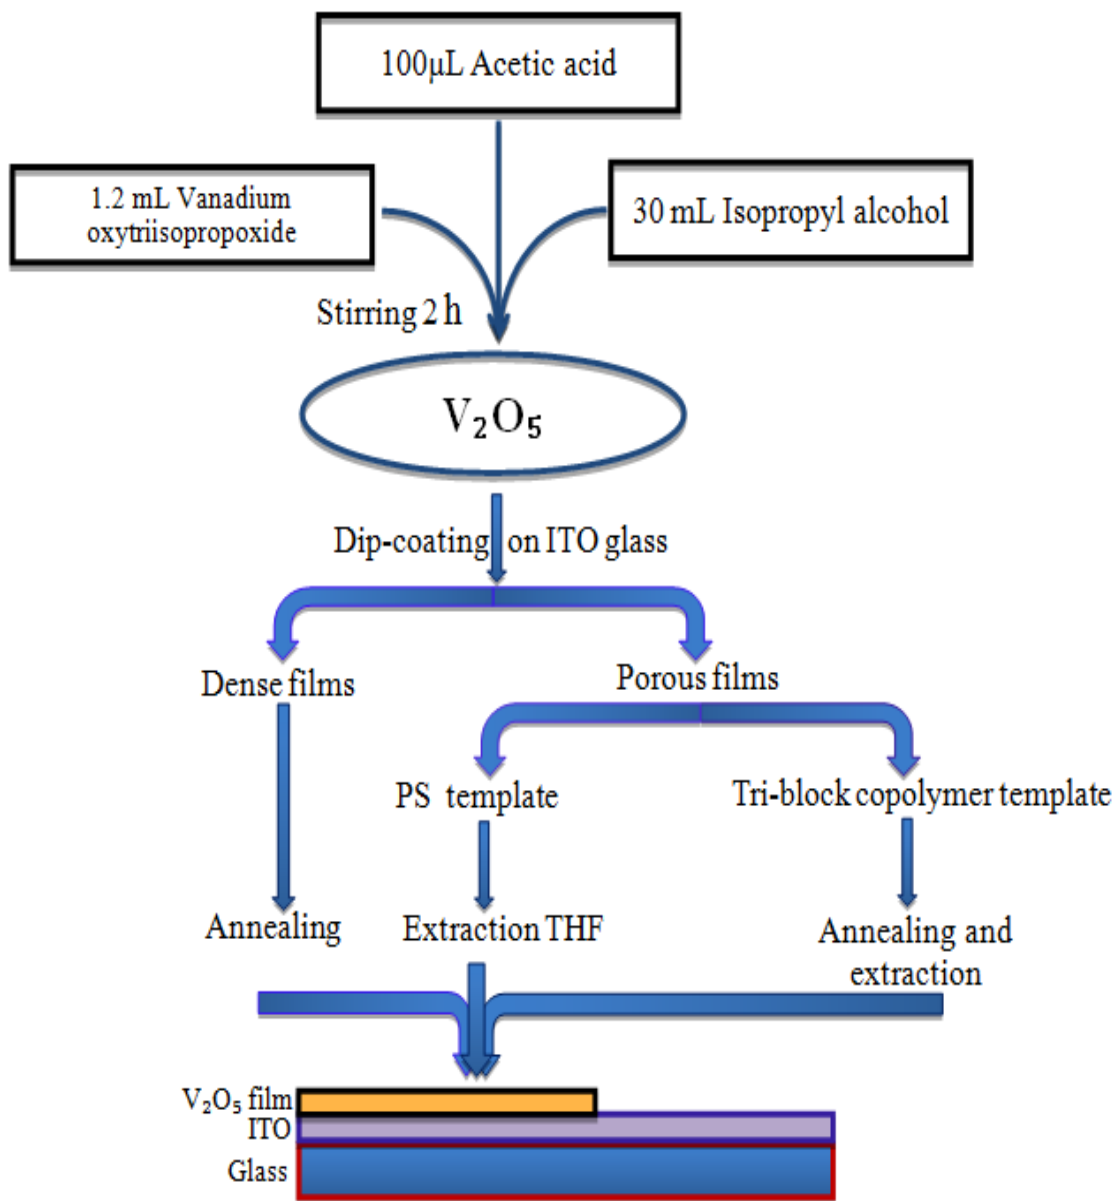 100μL Acetic acid
1.2 mL Vanadium
oxytriisopropoxide
30 mL Isopropyl alcohol
Stirring 2 h
V₂O₅
Dip-coating on ITO glass
Dense films
Porous films
PS template
Tri-block copolymer template
Annealing
Extraction THF
Annealing and
extraction
V₂O₅ film
ITO
Glass